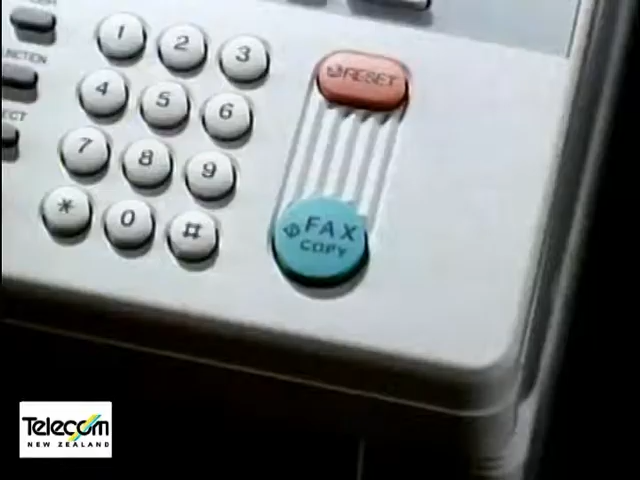 1 2 3
RESET
4 5 6
7 8 9
* 0 #
FAX
COPY
Telecom
NEW ZEALAND